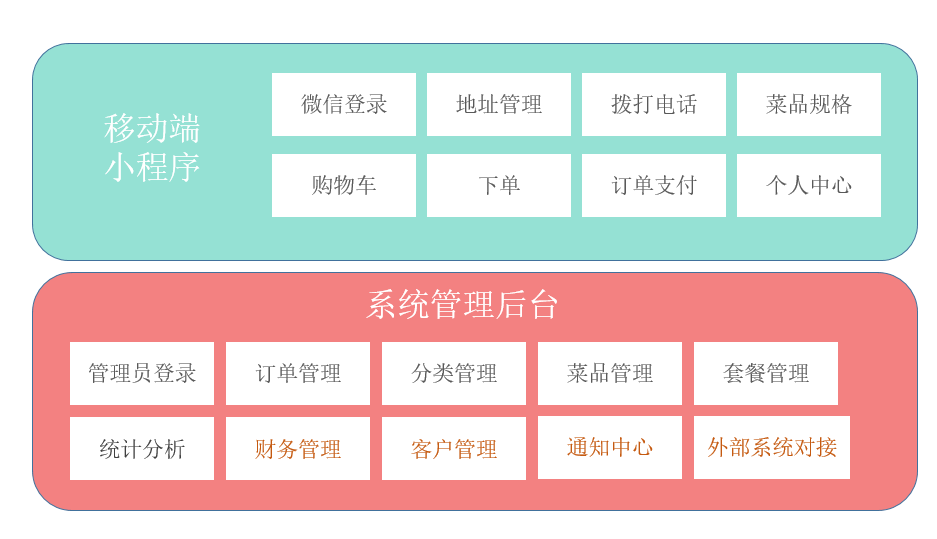 移动端
小程序
微信登录
地址管理
拨打电话
菜品规格
购物车
下单
订单支付
个人中心
系统管理后台
管理员登录
订单管理
分类管理
菜品管理
套餐管理
统计分析
财务管理
客户管理
通知中心
外部系统对接